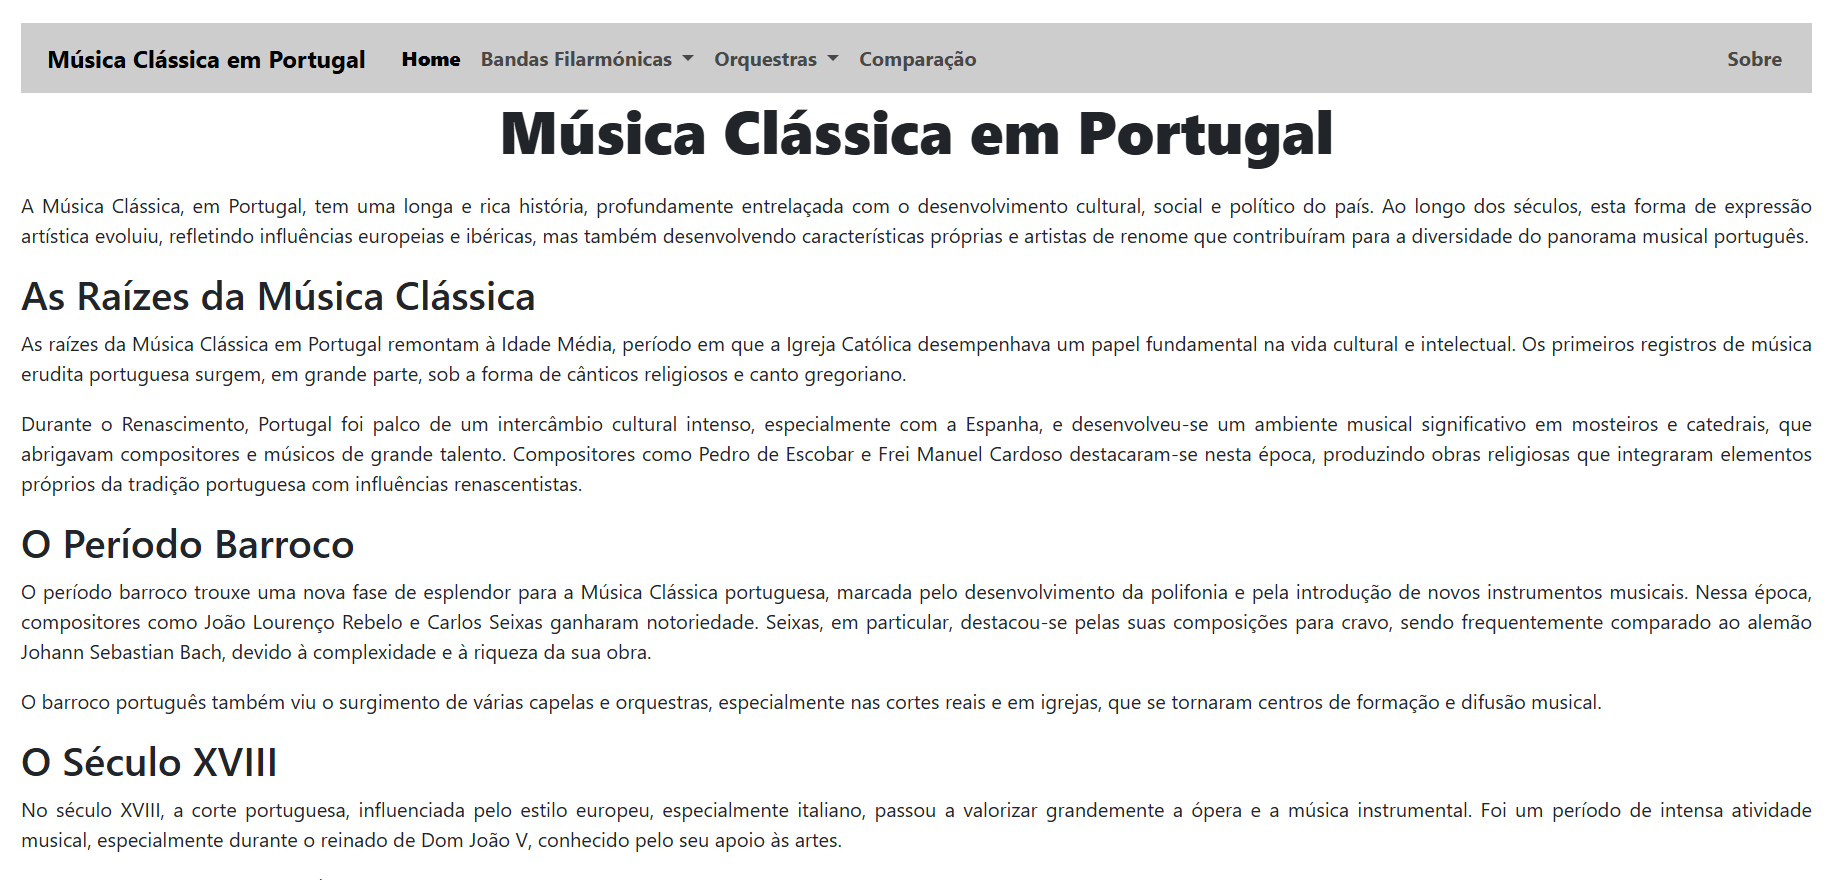 Música Clássica em Portugal Home Bandas Filarmónicas Orquestras Comparação Sobre
Música Clássica em Portugal
A Música Clássica, em Portugal, tem uma longa e rica história, profundamente entrelaçada com o desenvolvimento cultural, social e político do país. Ao longo dos séculos, esta forma de expressão
artística evoluiu, refletindo influências europeias e ibéricas, mas também desenvolvendo características próprias e artistas de renome que contribuíram para a diversidade do panorama musical português.
As Raízes da Música Clássica
As raízes da Música Clássica em Portugal remontam à Idade Média, período em que a Igreja Católica desempenhava um papel fundamental na vida cultural e intelectual. Os primeiros registros de música
erudita portuguesa surgem, em grande parte, sob a forma de cânticos religiosos e canto gregoriano.
Durante o Renascimento, Portugal foi palco de um intercâmbio cultural intenso, especialmente com a Espanha, e desenvolveu-se um ambiente musical significativo em mosteiros e catedrais, que
abrigavam compositores e músicos de grande talento. Compositores como Pedro de Escobar e Frei Manuel Cardoso destacaram-se nesta época, produzindo obras religiosas que integraram elementos
próprios da tradição portuguesa com influências renascentistas.
O Período Barroco
O período barroco trouxe uma nova fase de esplendor para a Música Clássica portuguesa, marcada pelo desenvolvimento da polifonia e pela introdução de novos instrumentos musicais. Nessa época,
compositores como João Lourenço Rebelo e Carlos Seixas ganharam notoriedade. Seixas, em particular, destacou-se pelas suas composições para cravo, sendo frequentemente comparado ao alemão
Johann Sebastian Bach, devido à complexidade e à riqueza da sua obra.
O barroco português também viu o surgimento de várias capelas e orquestras, especialmente nas cortes reais e em igrejas, que se tornaram centros de formação e difusão musical.
O Século XVIII
No século XVIII, a corte portuguesa, influenciada pelo estilo europeu, especialmente italiano, passou a valorizar grandemente a ópera e a música instrumental. Foi um período de intensa atividade
musical, especialmente durante o reinado de Dom João V, conhecido pelo seu apoio às artes.